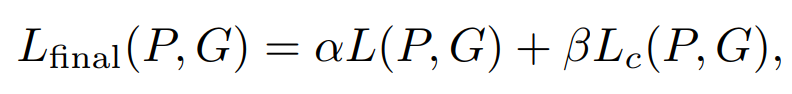 L_final(P, G) = αL(P, G) + βL_c(P, G),